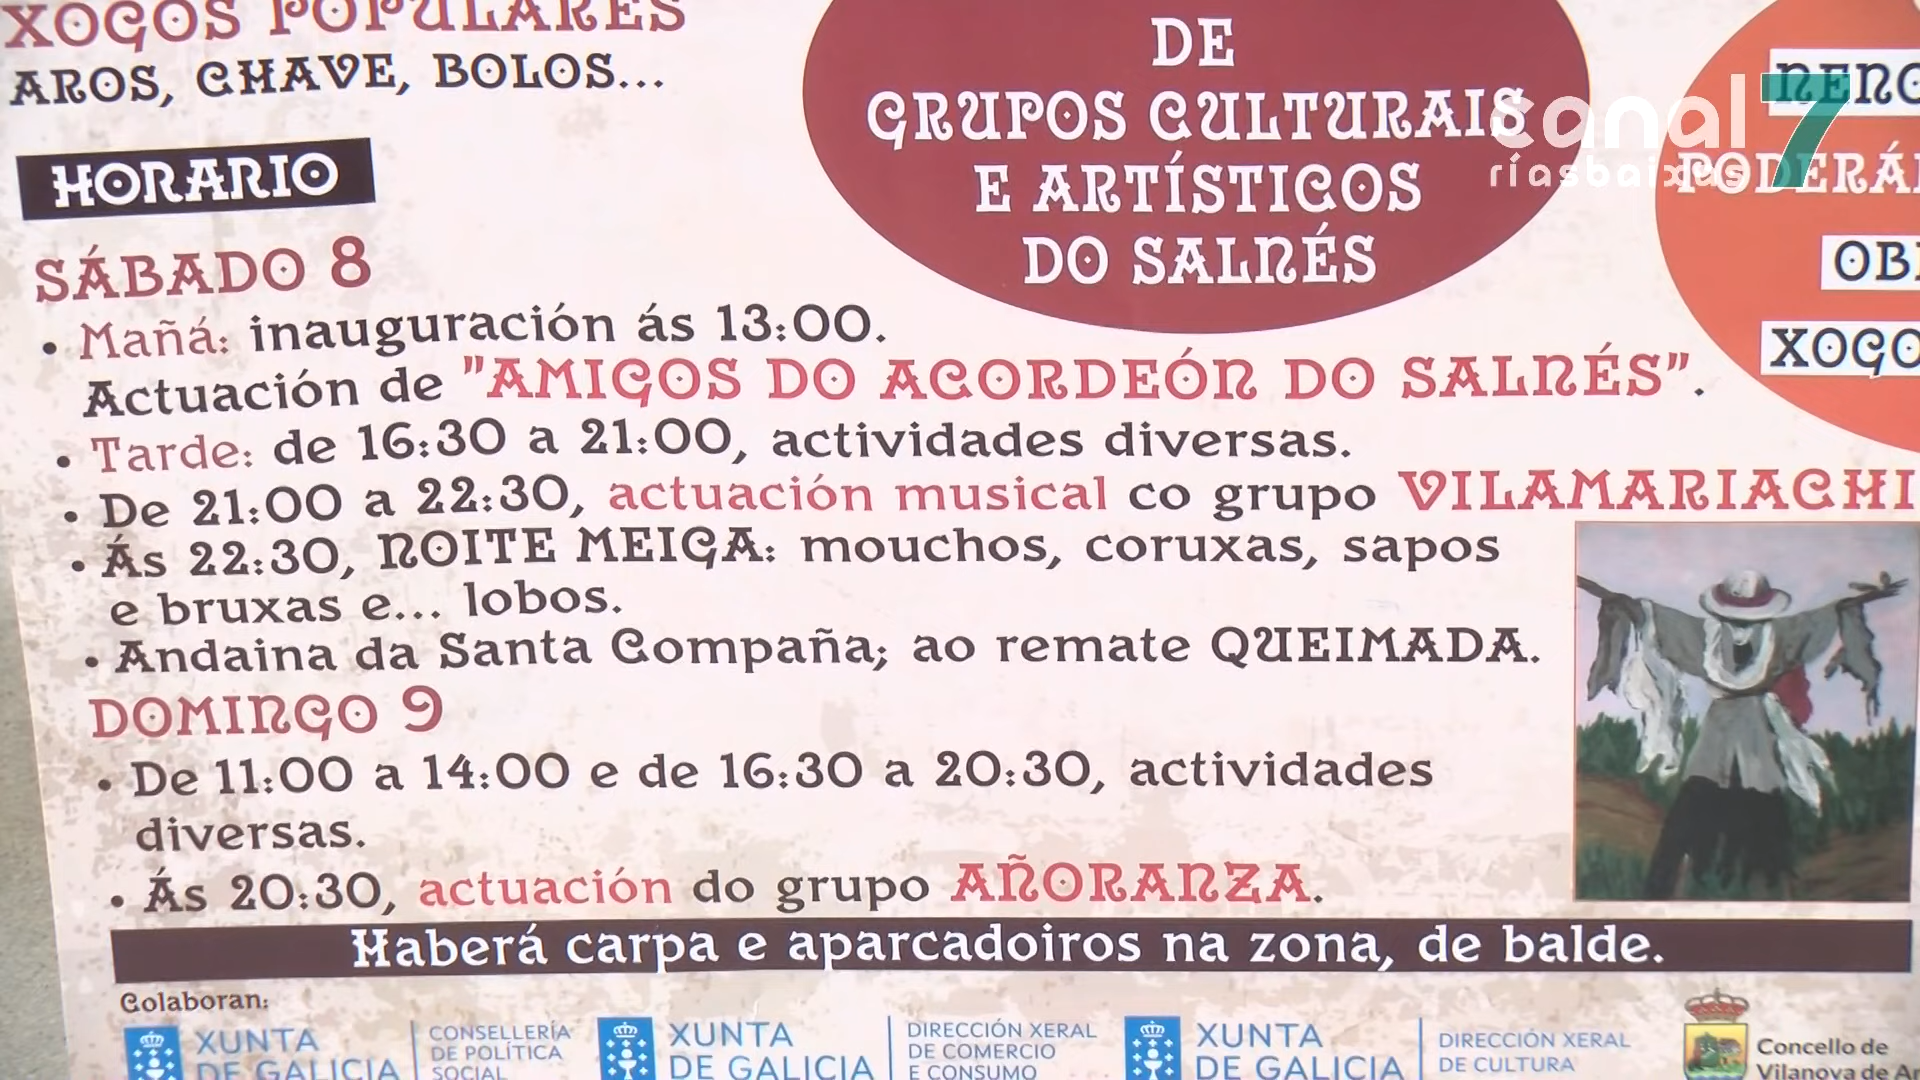 XOGOS POPULARES
AROS, CHAVE, BOLOS...
HORARIO
SÁBADO 8
• Mañá: inauguración ás 13:00.
Actuación de "AMIGOS DO ACORDEÓN DO SALNÉS".
• Tarde: de 16:30 a 21:00, actividades diversas.
• De 21:00 a 22:30, actuación musical co grupo VILAMARIACHI
• Ás 22:30, NOITE MEIGA: mouchos, coruxas, sapos
e bruxas e... lobos.
• Andaina da Santa Compaña; ao remate QUEIMADA.
DOMINGO 9
• De 11:00 a 14:00 e de 16:30 a 20:30, actividades
diversas.
• Ás 20:30, actuación do grupo AÑORANZA.
Haberá carpa e aparcadoiros na zona, de balde.
DE
GRUPOS CULTURAIS
E ARTÍSTICOS
DO SALNÉS
canal 7
ríasbaixas
Colaboran:
XUNTA
DE GALICIA
CONSELLERÍA
DE POLÍTICA
SOCIAL
XUNTA
DE GALICIA
DIRECCIÓN XERAL
DE COMERCIO
E CONSUMO
XUNTA
DE GALICIA
DIRECCIÓN XERAL
DE CULTURA
Concello de
Vilanova de